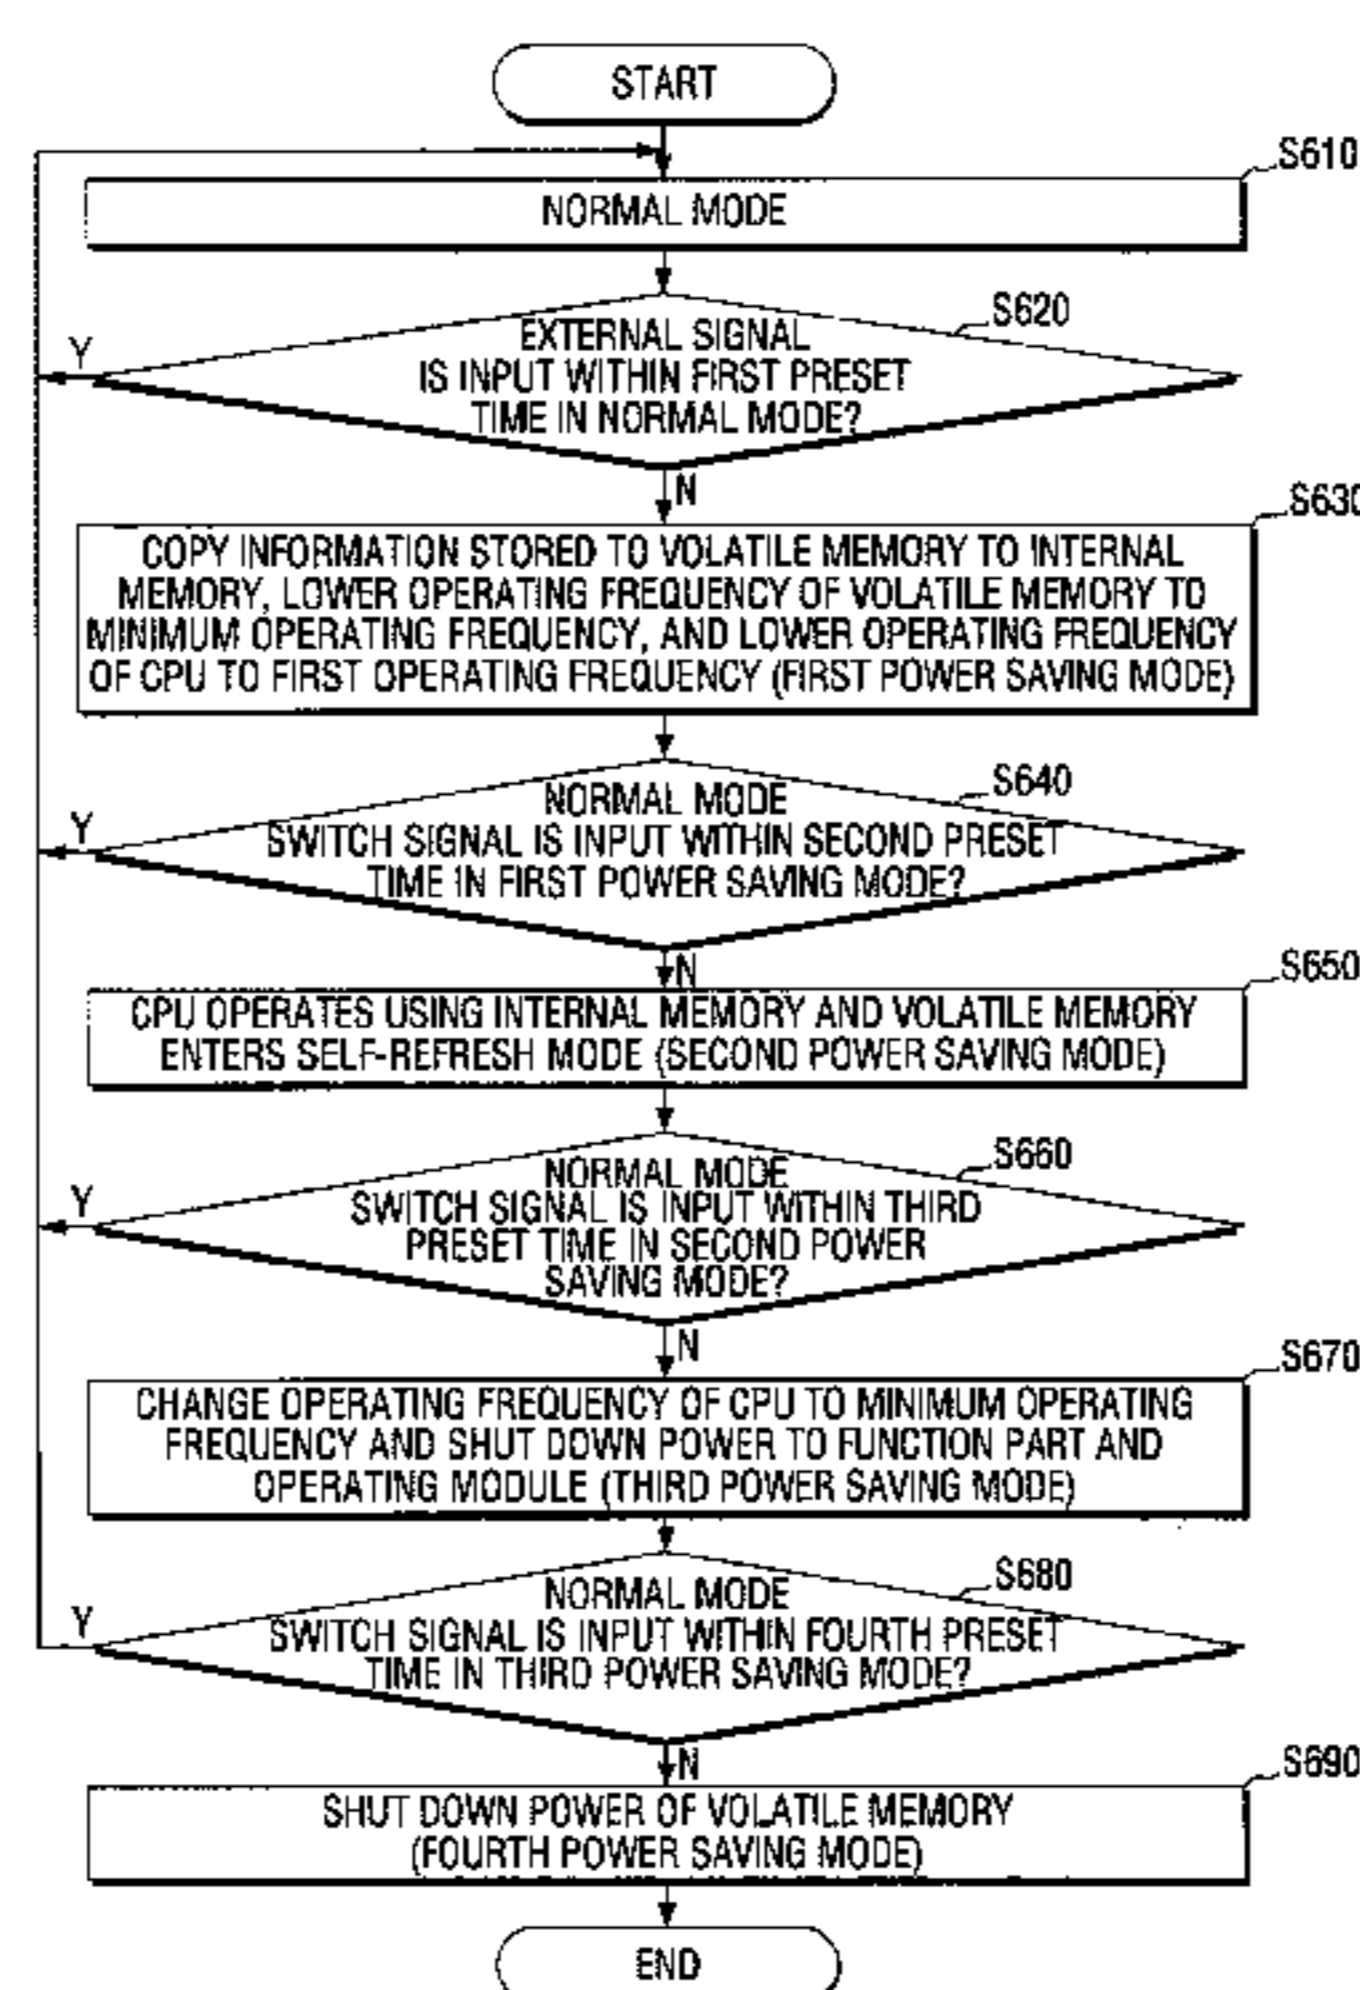 START
S610
NORMAL MODE
S620
EXTERNAL SIGNAL
IS INPUT WITHIN FIRST PRESET
TIME IN NORMAL MODE?
Y
N
S630
COPY INFORMATION STORED TO VOLATILE MEMORY TO INTERNAL
MEMORY, LOWER OPERATING FREQUENCY OF VOLATILE MEMORY TO
MINIMUM OPERATING FREQUENCY, AND LOWER OPERATING FREQUENCY
OF CPU TO FIRST OPERATING FREQUENCY (FIRST POWER SAVING MODE)
S640
NORMAL MODE
SWITCH SIGNAL IS INPUT WITHIN SECOND PRESET
TIME IN FIRST POWER SAVING MODE?
Y
N
S650
CPU OPERATES USING INTERNAL MEMORY AND VOLATILE MEMORY
ENTERS SELF-REFRESH MODE (SECOND POWER SAVING MODE)
S660
NORMAL MODE
SWITCH SIGNAL IS INPUT WITHIN THIRD
PRESET TIME IN SECOND POWER
SAVING MODE?
Y
N
S670
CHANGE OPERATING FREQUENCY OF CPU TO MINIMUM OPERATING
FREQUENCY AND SHUT DOWN POWER TO FUNCTION PART AND
OPERATING MODULE (THIRD POWER SAVING MODE)
S680
NORMAL MODE
SWITCH SIGNAL IS INPUT WITHIN FOURTH PRESET
TIME IN THIRD POWER SAVING MODE?
Y
N
S690
SHUT DOWN POWER OF VOLATILE MEMORY
(FOURTH POWER SAVING MODE)
END